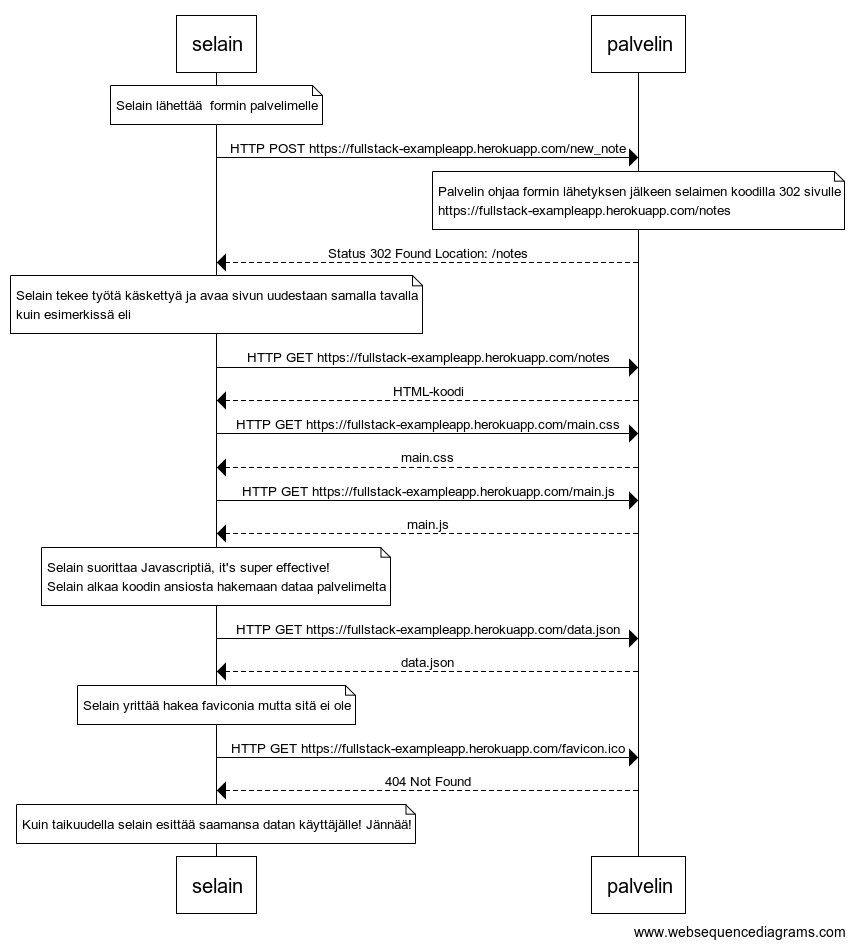 selain
palvelin
Selain lähettää  formin palvelimelle
HTTP POST https://fullstack-exampleapp.herokuapp.com/new_note
Palvelin ohjaa formin lähetyksen jälkeen selaimen koodilla 302 sivulle
https://fullstack-exampleapp.herokuapp.com/notes
Status 302 Found Location: /notes
Selain tekee työtä käskettyä ja avaa sivun uudestaan samalla tavalla
kuin esimerkissä eli
HTTP GET https://fullstack-exampleapp.herokuapp.com/notes
HTML-koodi
HTTP GET https://fullstack-exampleapp.herokuapp.com/main.css
main.css
HTTP GET https://fullstack-exampleapp.herokuapp.com/main.js
main.js
Selain suorittaa Javascriptiä, it's super effective!
Selain alkaa koodin ansiosta hakemaan dataa palvelimelta
HTTP GET https://fullstack-exampleapp.herokuapp.com/data.json
data.json
Selain yrittää hakea faviconia mutta sitä ei ole
HTTP GET https://fullstack-exampleapp.herokuapp.com/favicon.ico
404 Not Found
Kuin taikuudella selain esittää saamansa datan käyttäjälle! Jännää!
selain
palvelin
www.websequencediagrams.com